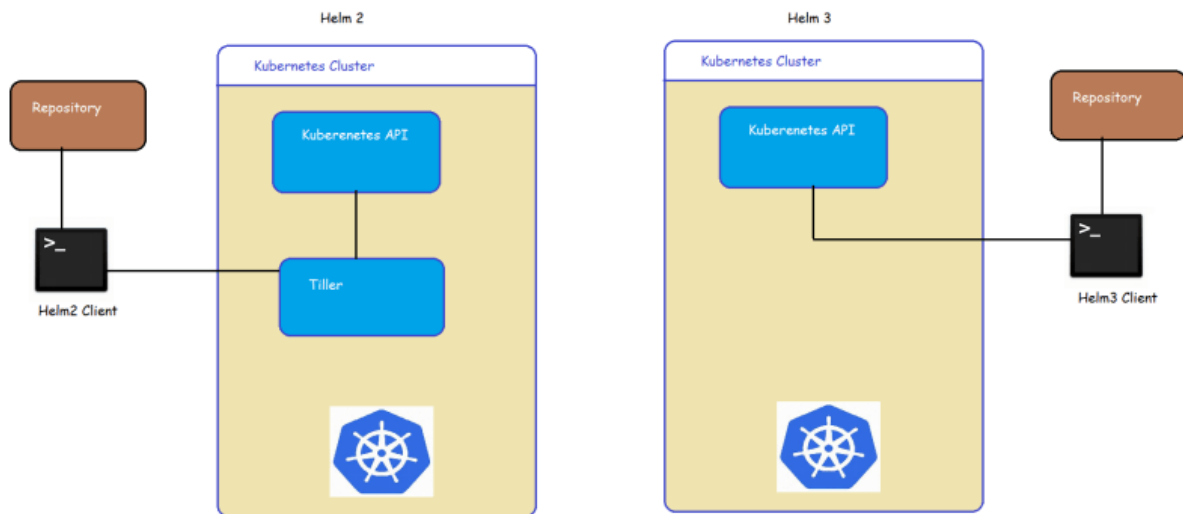 Helm 2
Kubernetes Cluster
Repository
Kuberenetes API
>_
Tiller
Helm2 Client
Helm 3
Kubernetes Cluster
Repository
Kuberenetes API
>_
Helm3 Client